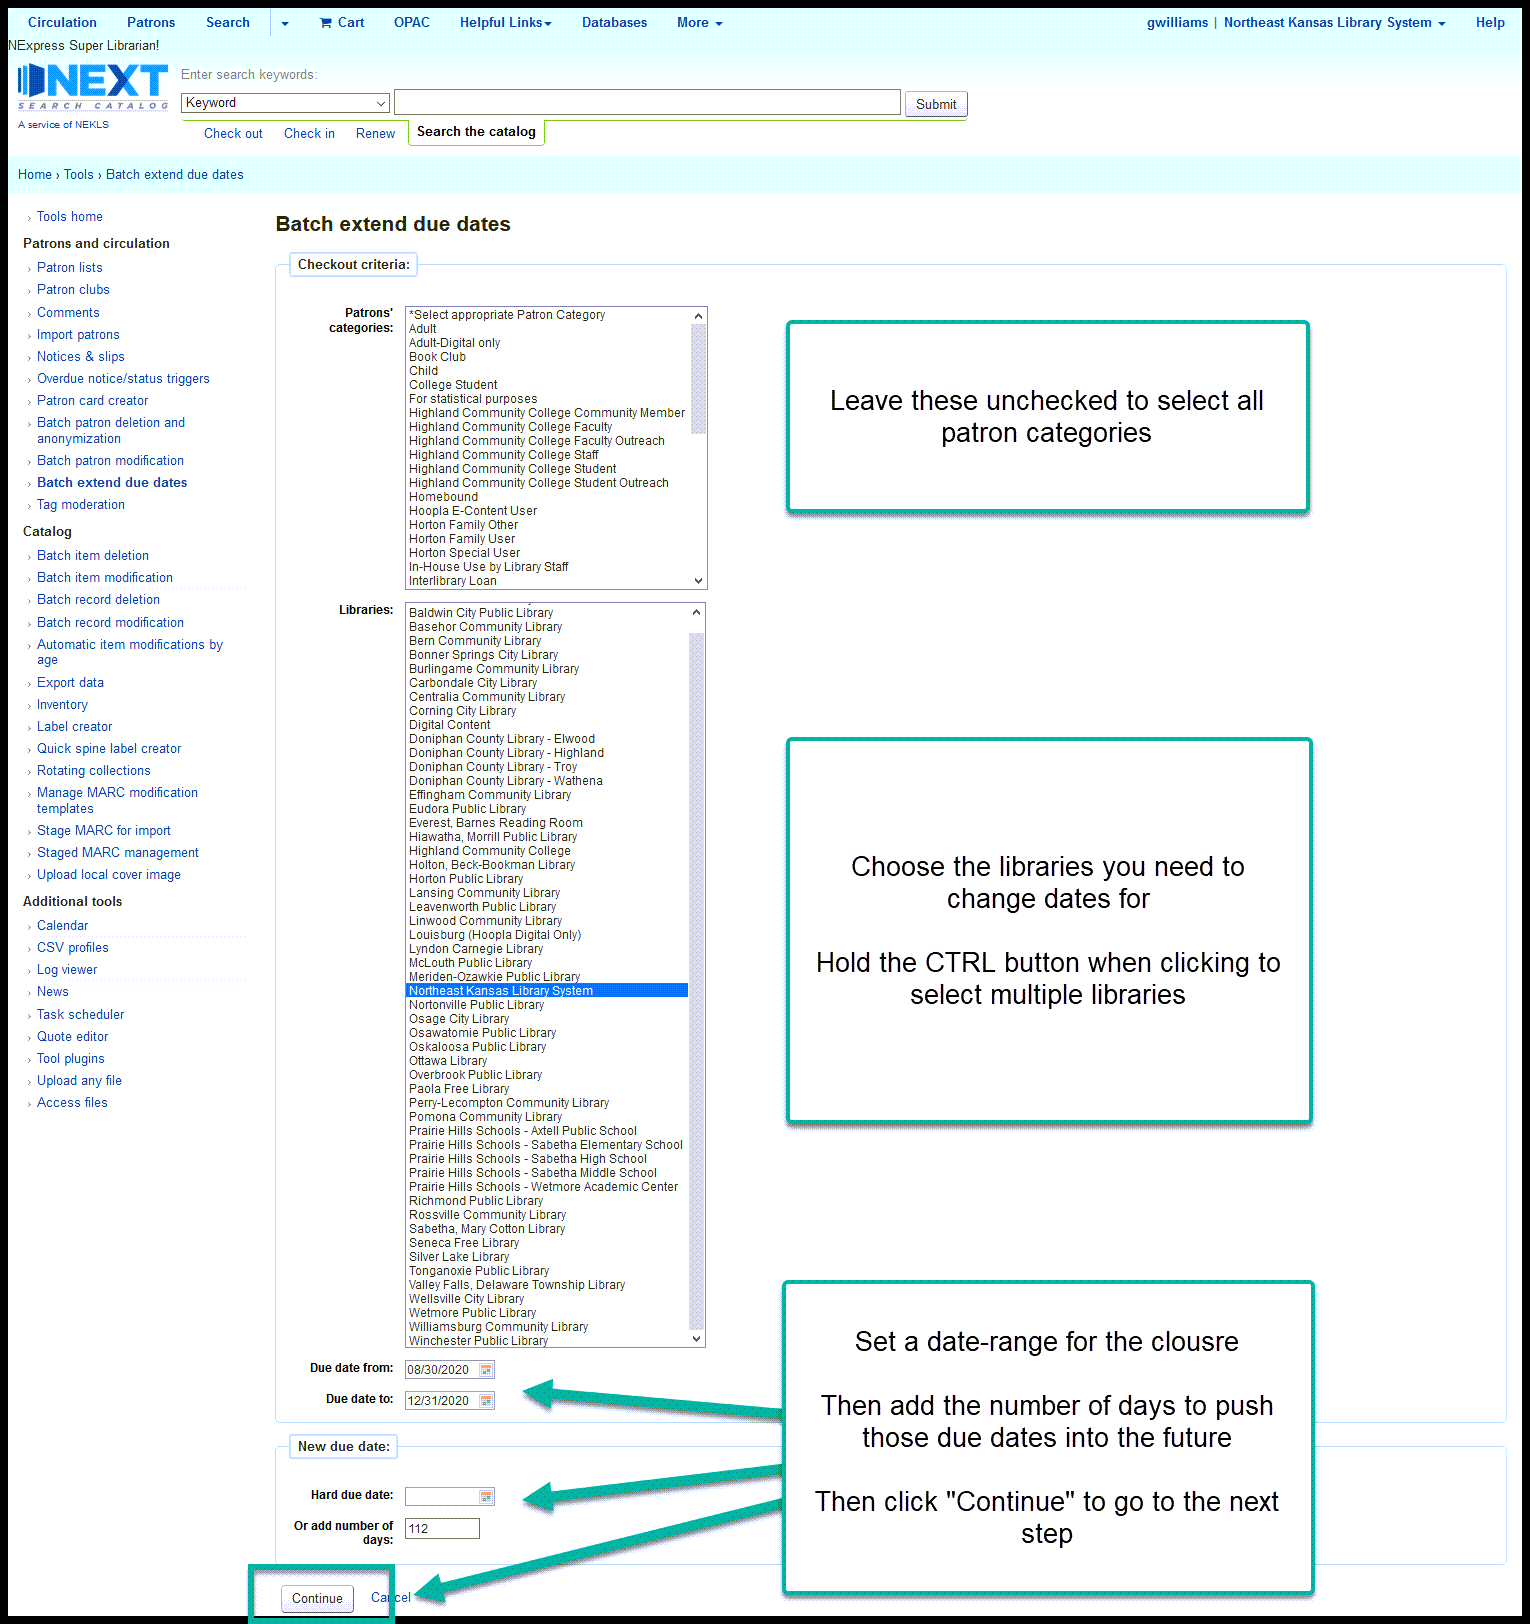 Circulation Patrons Search Cart OPAC Helpful Links Databases More gwilliams | Northeast Kansas Library System Help
NExpress Super Librarian!
NEXT
SEARCH CATALOG
A service of NEKLS
Enter search keywords:
Keyword Submit
Check out Check in Renew Search the catalog
Home › Tools › Batch extend due dates
› Tools home
Patrons and circulation
› Patron lists
› Patron clubs
› Comments
› Import patrons
› Notices & slips
› Overdue notice/status triggers
› Patron card creator
› Batch patron deletion and
anonymization
› Batch patron modification
› Batch extend due dates
› Tag moderation
Catalog
› Batch item deletion
› Batch item modification
› Batch record deletion
› Batch record modification
› Automatic item modifications by
age
› Export data
› Inventory
› Label creator
› Quick spine label creator
› Rotating collections
› Manage MARC modification
templates
› Stage MARC for import
› Staged MARC management
› Upload local cover image
Additional tools
› Calendar
› CSV profiles
› Log viewer
› News
› Task scheduler
› Quote editor
› Tool plugins
› Upload any file
› Access files
Batch extend due dates
Checkout criteria:
Patrons'
categories:
*Select appropriate Patron Category
Adult
Adult-Digital only
Book Club
Child
College Student
For statistical purposes
Highland Community College Community Member
Highland Community College Faculty
Highland Community College Faculty Outreach
Highland Community College Staff
Highland Community College Student
Highland Community College Student Outreach
Homebound
Hoopla E-Content User
Horton Family Other
Horton Family User
Horton Special User
In-House Use by Library Staff
Interlibrary Loan
Leave these unchecked to select all
patron categories
Libraries:
Baldwin City Public Library
Basehor Community Library
Bern Community Library
Bonner Springs City Library
Burlingame Community Library
Carbondale City Library
Centralia Community Library
Corning City Library
Digital Content
Doniphan County Library - Elwood
Doniphan County Library - Highland
Doniphan County Library - Troy
Doniphan County Library - Wathena
Effingham Community Library
Eudora Public Library
Everest, Barnes Reading Room
Hiawatha, Morrill Public Library
Highland Community College
Holton, Beck-Bookman Library
Horton Public Library
Lansing Community Library
Leavenworth Public Library
Linwood Community Library
Louisburg (Hoopla Digital Only)
Lyndon Carnegie Library
McLouth Public Library
Meriden-Ozawkie Public Library
Northeast Kansas Library System
Nortonville Public Library
Osage City Library
Osawatomie Public Library
Oskaloosa Public Library
Ottawa Library
Overbrook Public Library
Paola Free Library
Perry-Lecompton Community Library
Pomona Community Library
Prairie Hills Schools - Axtell Public School
Prairie Hills Schools - Sabetha Elementary School
Prairie Hills Schools - Sabetha High School
Prairie Hills Schools - Sabetha Middle School
Prairie Hills Schools - Wetmore Academic Center
Richmond Public Library
Rossville Community Library
Sabetha, Mary Cotton Library
Seneca Free Library
Silver Lake Library
Tonganoxie Public Library
Valley Falls, Delaware Township Library
Wellsville City Library
Wetmore Public Library
Williamsburg Community Library
Winchester Public Library
Choose the libraries you need to
change dates for
Hold the CTRL button when clicking to
select multiple libraries
Due date from: 08/30/2020
Due date to: 12/31/2020
New due date:
Hard due date:
Or add number of
days:
112
Continue Cancel
Set a date-range for the clousre
Then add the number of days to push
those due dates into the future
Then click "Continue" to go to the next
step